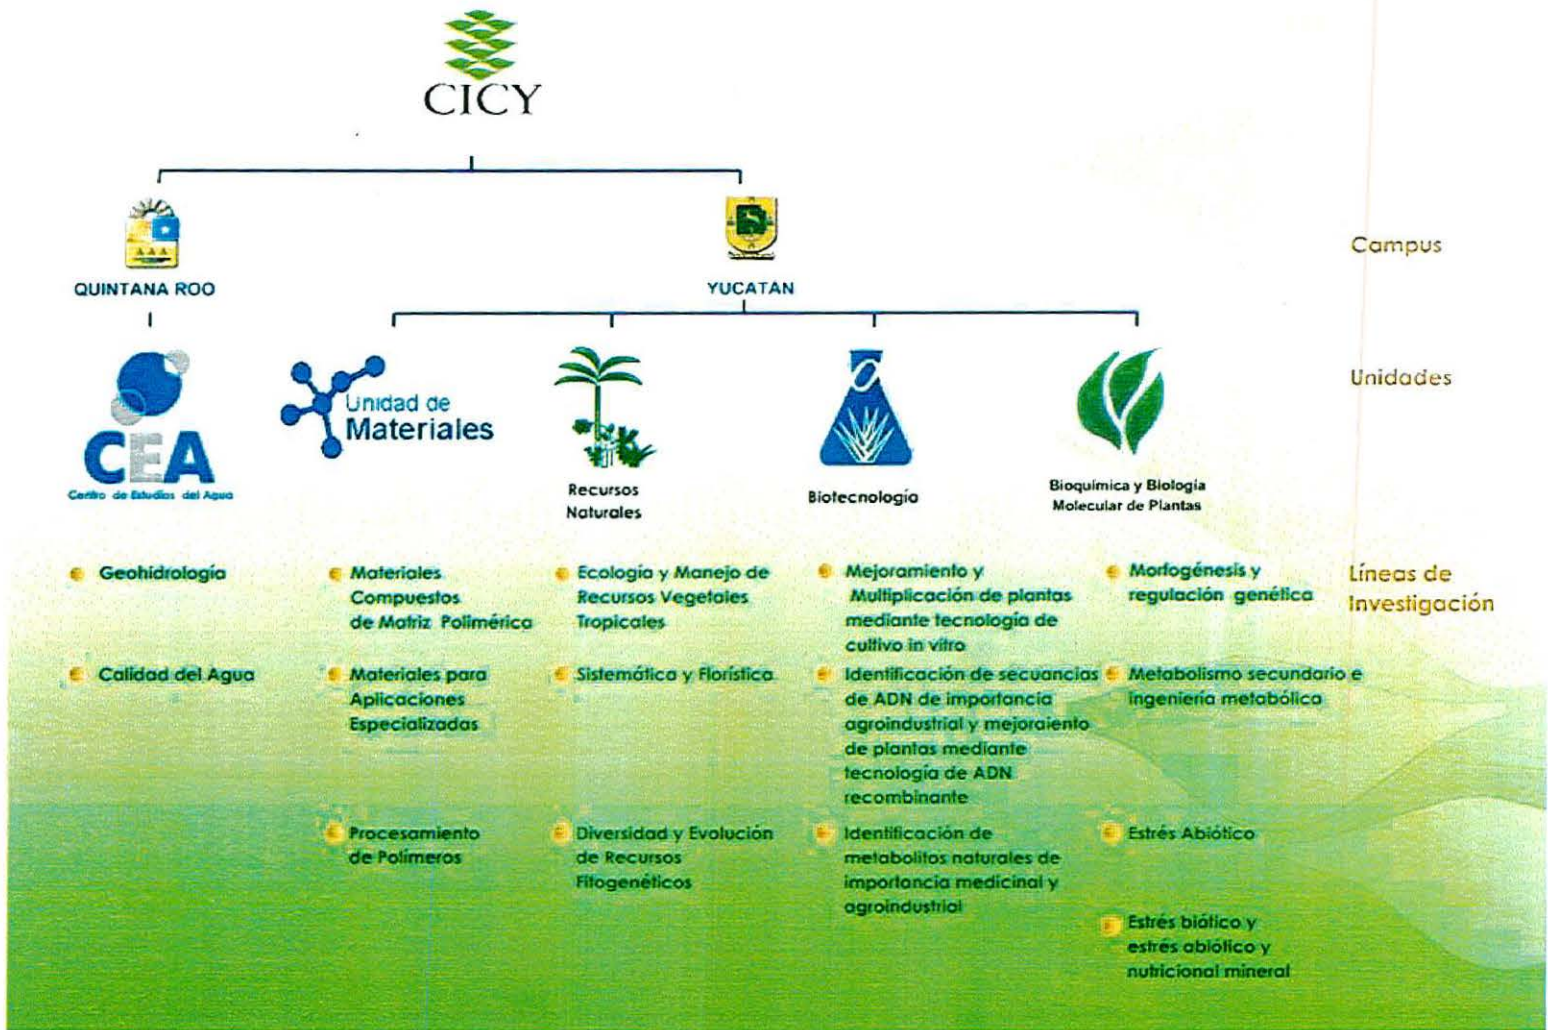 CICY
QUINTANA ROO
YUCATAN
Campus
CEA
Centro de Estudios del Agua
Unidad de
Materiales
Recursos
Naturales
Biotecnología
Bioquímica y Biología
Molecular de Plantas
Unidades
Geohidrología
Calidad del Agua
Materiales
Compuestos
de Matriz Polimérica
Materiales para
Aplicaciones
Especializadas
Procesamiento
de Polímeros
Ecología y Manejo de
Recursos Vegetales
Tropicales
Sistemática y Florística
Diversidad y Evolución
de Recursos
Fitogenéticos
Mejoramiento y
Multiplicación de plantas
mediante tecnología de
cultivo in vitro
Identificación de secuancias
de ADN de importancia
agroindustrial y mejoraiento
de plantas mediante
tecnología de ADN
recombinante
Identificación de
metabolitos naturales de
importancia medicinal y
agroindustrial
Morfogénesis y
regulación genética
Metabolismo secundario e
ingeniería metabólica
Estrés Abiótico
Estrés biótico y
estrés abiótico y
nutricional mineral
Líneas de
Investigación